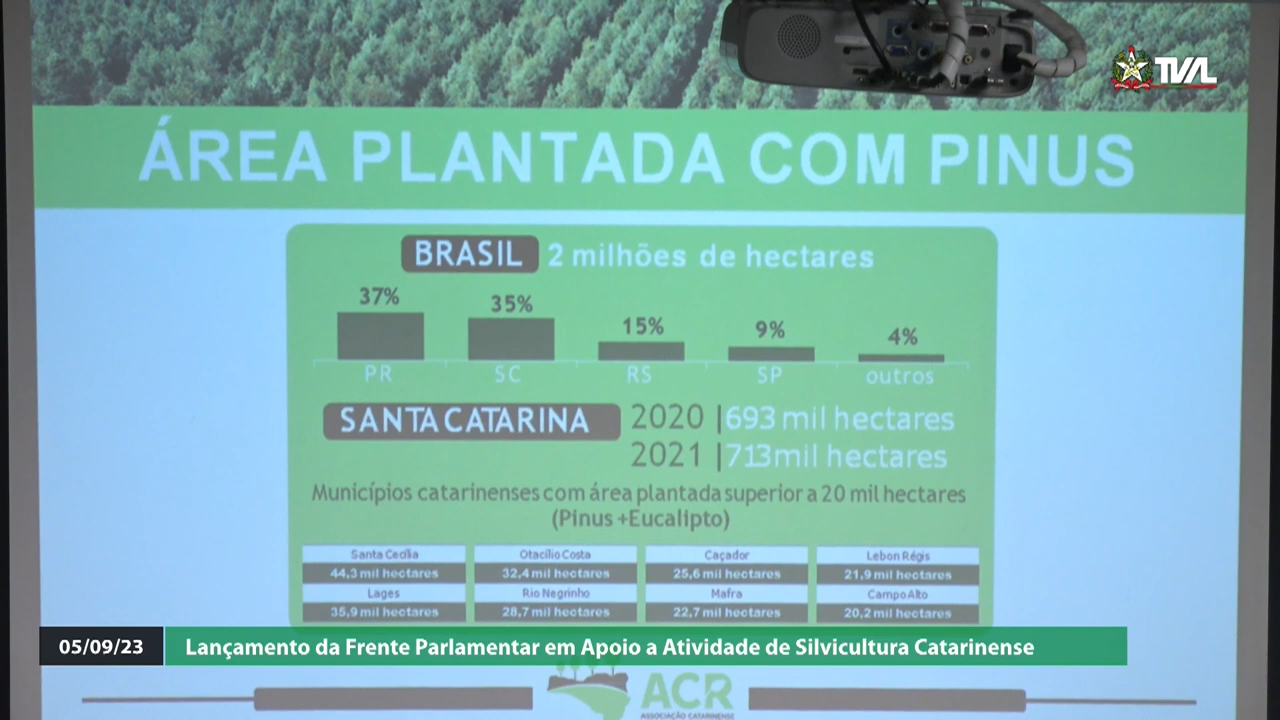 TVAL
ÁREA PLANTADA COM PINUS
BRASIL 2 milhões de hectares
37% 35% 15% 9% 4%
PR SC RS SP outros
SANTA CATARINA 2020 | 693 mil hectares
2021 | 713 mil hectares
Municípios catarinenses com área plantada superior a 20 mil hectares
(Pinus +Eucalipto)
Santa Cecília Otacílio Costa Caçador Lebon Régis
44,3 mil hectares 32,4 mil hectares 25,6 mil hectares 21,9 mil hectares
Lages Rio Negrinho Mafra Campo Alto
35,9 mil hectares 28,7 mil hectares 22,7 mil hectares 20,2 mil hectares
05/09/23 Lançamento da Frente Parlamentar em Apoio a Atividade de Silvicultura Catarinense
ACR
ASSOCIAÇÃO CATARINENSE